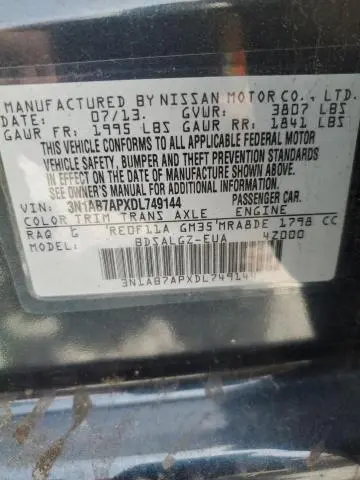 MANUFACTURED BY NISSAN MOTOR CO., LTD.
DATE: 07/13. GVWR: 3807 LBS
GAWR FR: 1995 LBS GAWR RR: 1841 LBS
THIS VEHICLE CONFORMS TO ALL APPLICABLE FEDERAL MOTOR
VEHICLE SAFETY, BUMPER AND THEFT PREVENTION STANDARDS
IN EFFECT ON THE DATE OF MANUFACTURE SHOWN ABOVE.
SEE OWNER'S MANUAL FOR ADDITIONAL INFORMATION.
VIN: 3N1AB7APXDL749144 PASSENGER CAR.
COLOR TRIM TRANS AXLE ENGINE
RAQ G RE0F11A GM35 MRA8DE 1798 CC
BDSALGZ-EUA 4Z000
3N1AB7APXDL749144